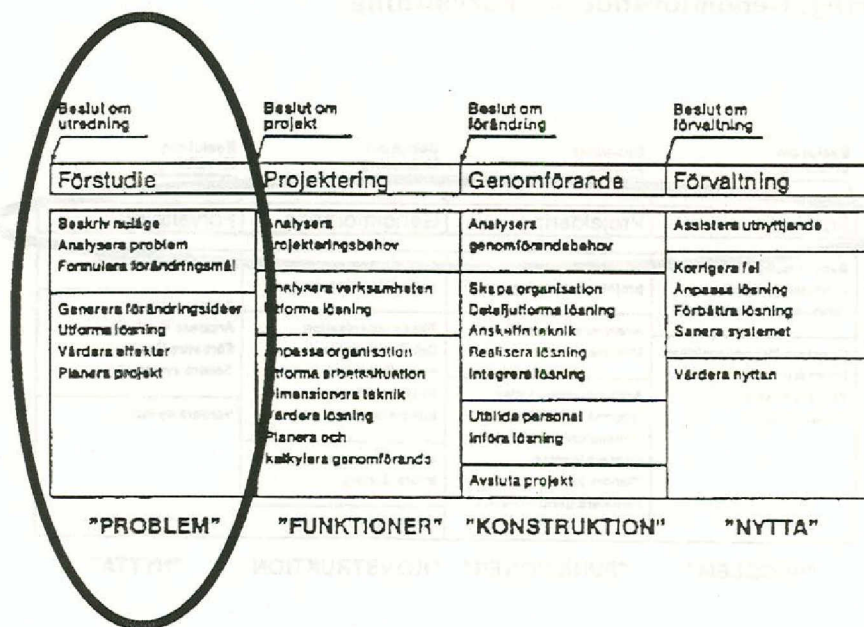 Beslut om
utredning
Förstudie
Beskriv nuläge
Analysera problem
Formulera förändringsmål
Generera förändringsidéer
Utforma lösning
Värdera effekter
Planera projekt
"PROBLEM"
Beslut om
projekt
Projektering
Analysera
projekteringsbehov
Analysera verksamheten
Utforma lösning
Anpassa organisation
Utforma arbetssituation
Dimensionera teknik
Värdera lösning
Planera och
kalkylera genomförande
"FUNKTIONER"
Beslut om
förändring
Genomförande
Analysera
genomförandebehov
Skapa organisation
Detaljutforma lösning
Anskaffa teknik
Realisera lösning
Integrera lösning
Utbilda personal
Införa lösning
Avsluta projekt
"KONSTRUKTION"
Beslut om
förvaltning
Förvaltning
Assistera utnyttjande
Korrigera fel
Anpassa lösning
Förbättra lösning
Sanera systemet
Värdera nyttan
"NYTTA"